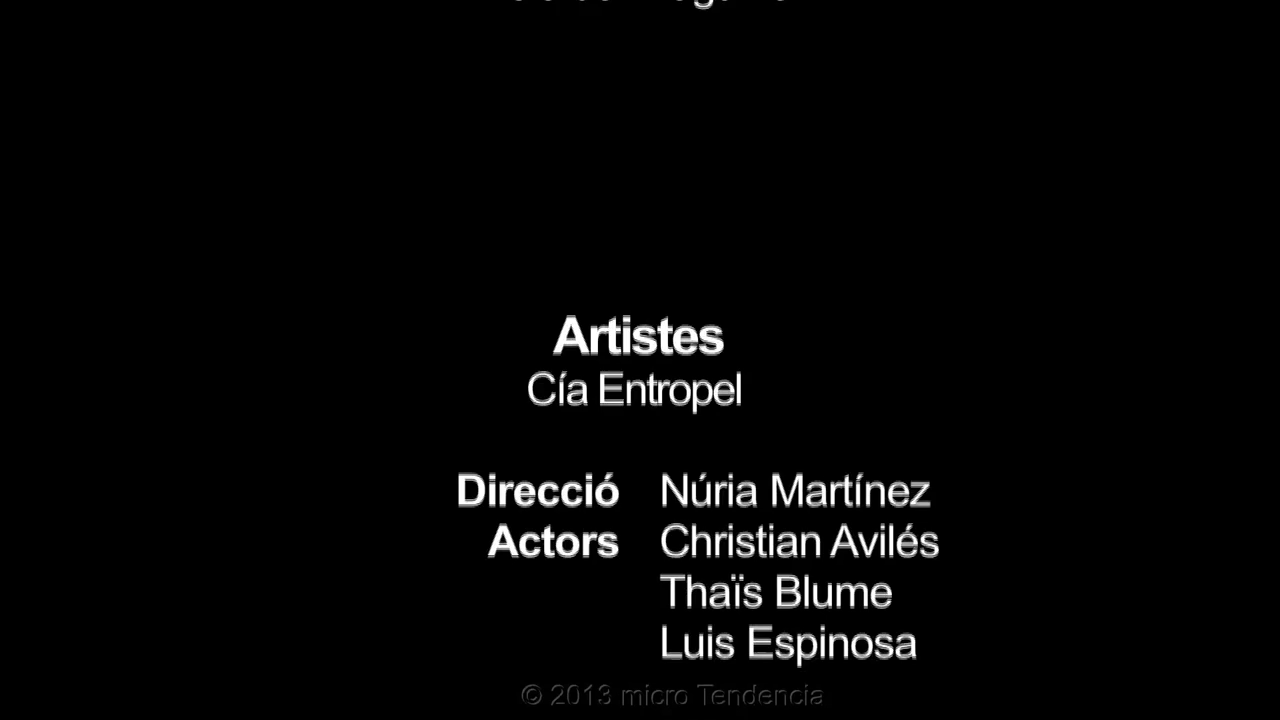 Artistes
Cía Entropel
Direcció Núria Martínez
Actors Christian Avilés
Thaïs Blume
Luis Espinosa
© 2013 micro Tendencia